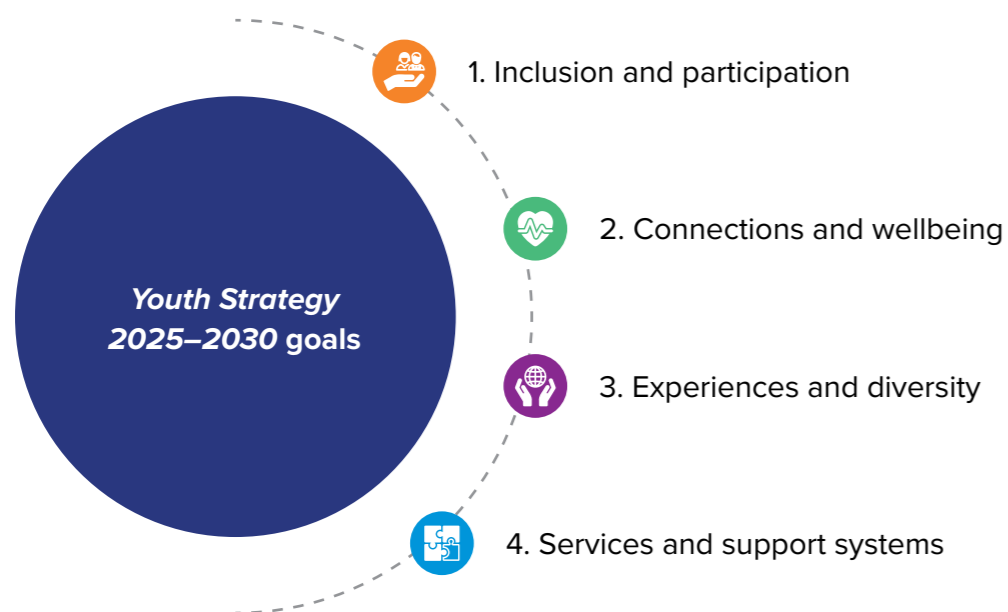 1. Inclusion and participation
2. Connections and wellbeing
Youth Strategy
2025–2030 goals
3. Experiences and diversity
4. Services and support systems